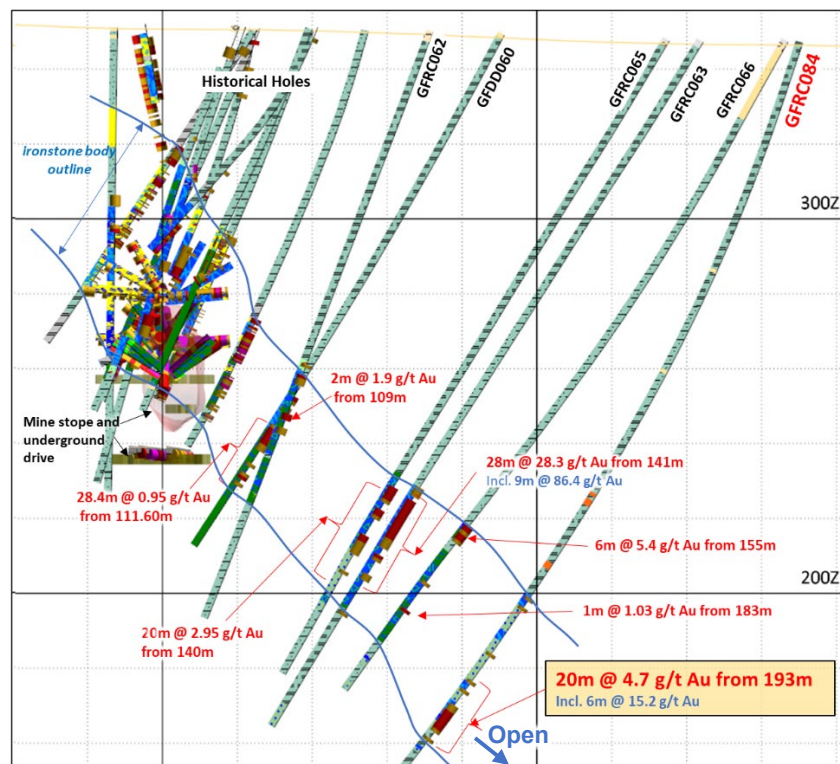 Historical Holes
GFRC062
GFDD060
GFRC065
GFRC063
GFRC066
GFRC084
ironstone body
outline
300Z
2m @ 1.9 g/t Au
from 109m
Mine stope and
underground
drive
28m @ 28.3 g/t Au from 141m
Incl. 9m @ 86.4 g/t Au
28.4m @ 0.95 g/t Au
from 111.60m
6m @ 5.4 g/t Au from 155m
200Z
1m @ 1.03 g/t Au from 183m
20m @ 2.95 g/t Au
from 140m
20m @ 4.7 g/t Au from 193m
Incl. 6m @ 15.2 g/t Au
Open